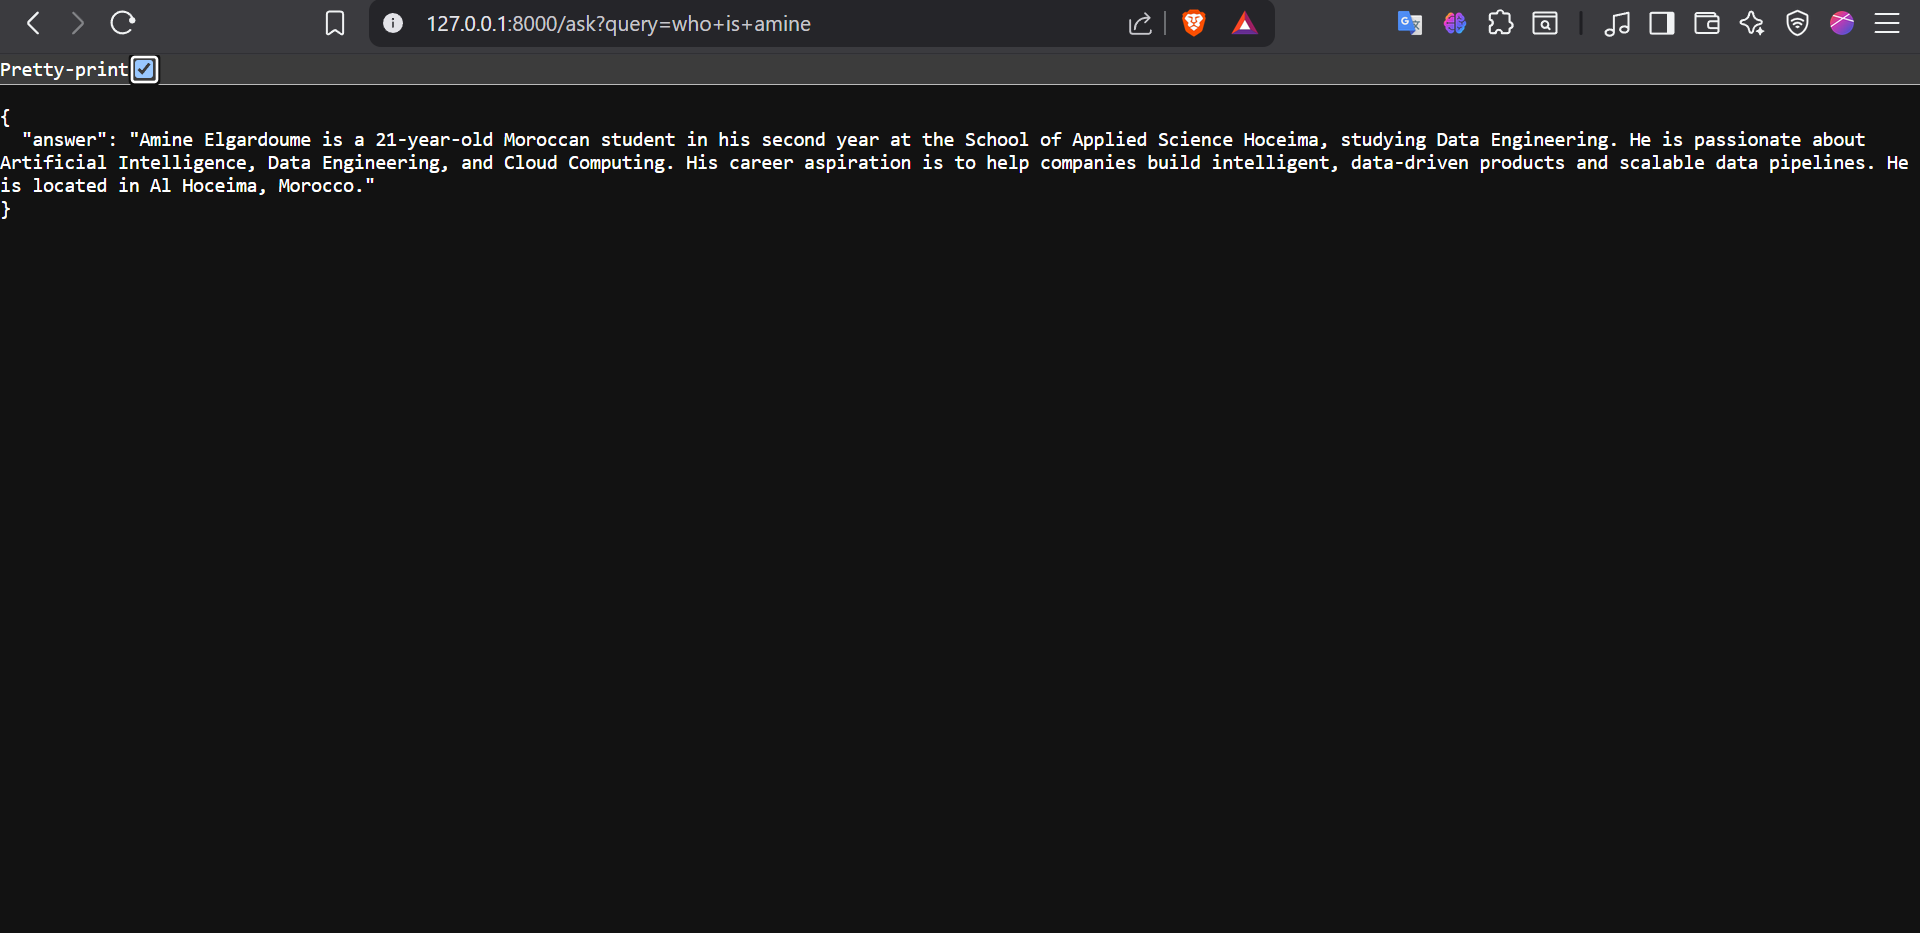 127.0.0.1:8000/ask?query=who+is+amine
Pretty-print
{
"answer": "Amine Elgardoume is a 21-year-old Moroccan student in his second year at the School of Applied Science Hoceima, studying Data Engineering. He is passionate about
Artificial Intelligence, Data Engineering, and Cloud Computing. His career aspiration is to help companies build intelligent, data-driven products and scalable data pipelines. He
is located in Al Hoceima, Morocco."
}